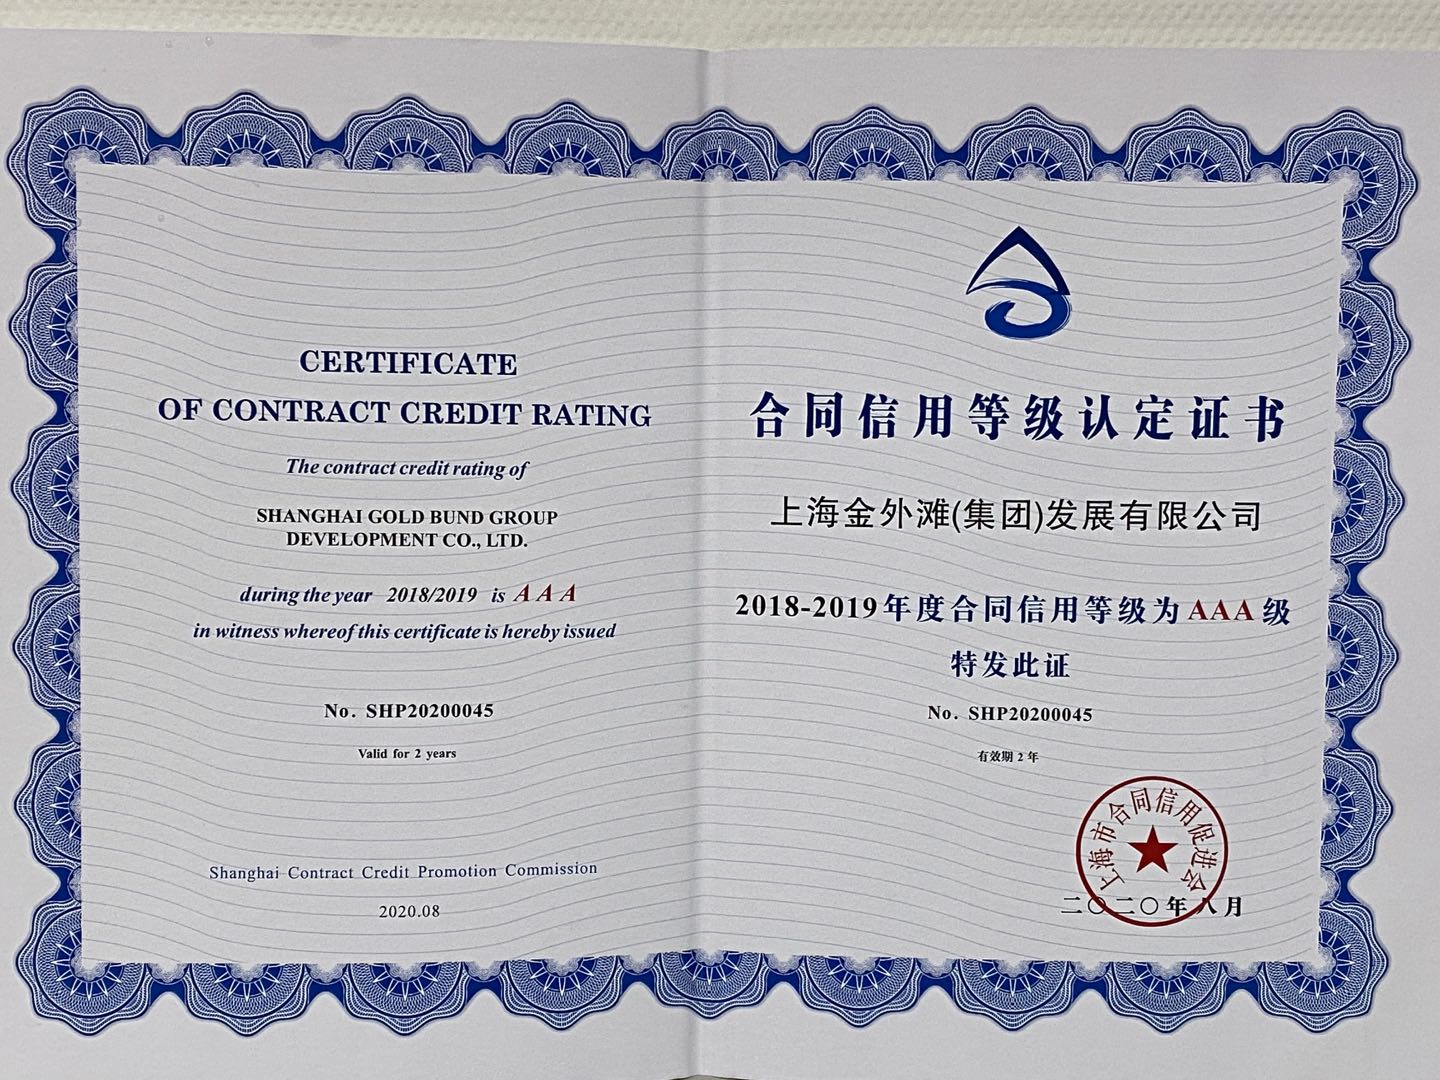 CERTIFICATE
OF CONTRACT CREDIT RATING
The contract credit rating of
SHANGHAI GOLD BUND GROUP
DEVELOPMENT CO., LTD.
during the year 2018/2019 is AAA
in witness whereof this certificate is hereby issued
No. SHP20200045
Valid for 2 years
Shanghai Contract Credit Promotion Commission
2020.08
合同信用等级认定证书
上海金外滩(集团)发展有限公司
2018-2019年度合同信用等级为AAA级
特发此证
No. SHP20200045
有效期2年
上海市合同信用促进会
二〇二〇年八月